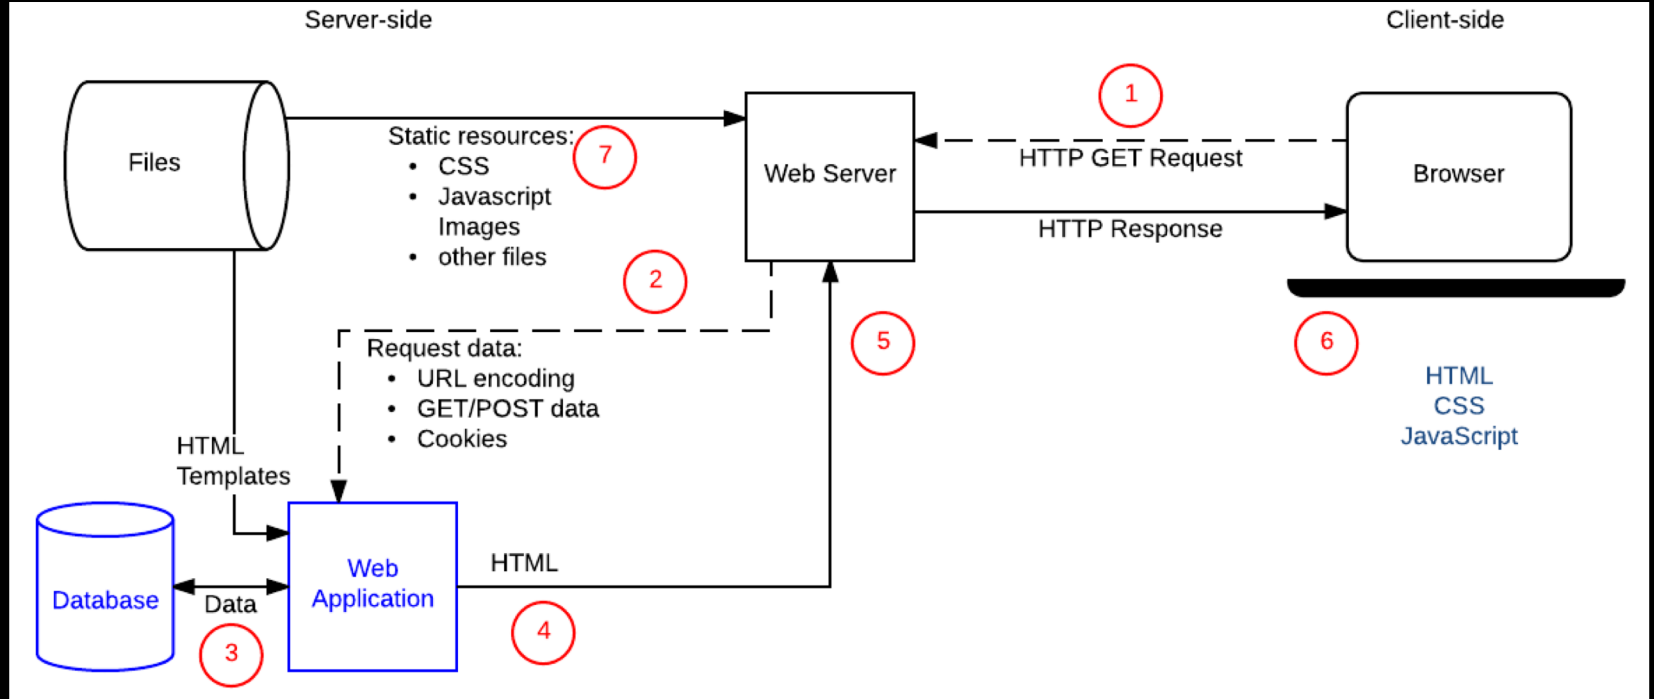 Server-side
Client-side
Files
Static resources:
• CSS
• Javascript
Images
• other files
7
Web Server
1
HTTP GET Request
HTTP Response
Browser
2
Request data:
• URL encoding
• GET/POST data
• Cookies
5
6
HTML
CSS
JavaScript
HTML
Templates
Database
Data
3
Web
Application
HTML
4